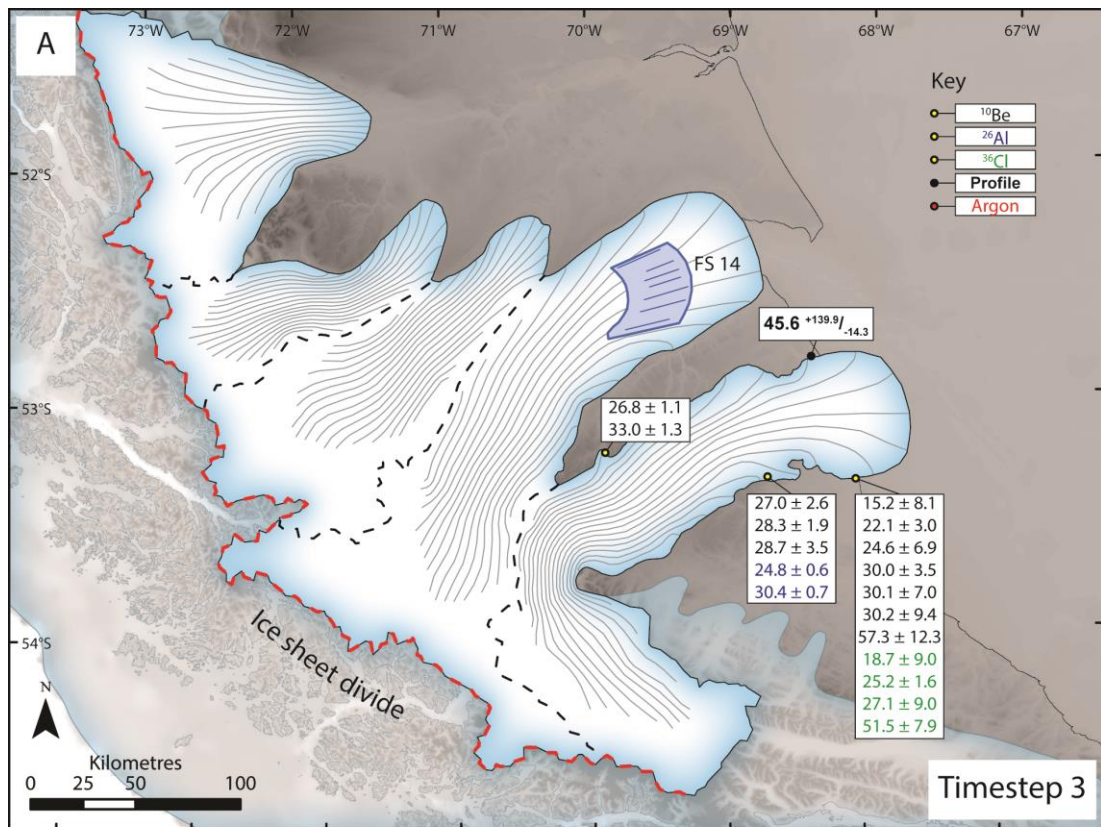 A
73°W
72°W
71°W
70°W
69°W
68°W
67°W
52°S
53°S
54°S
Key
¹⁰Be
²⁶Al
³⁶Cl
Profile
Argon
FS 14
45.6 +139.9/-14.3
26.8 ± 1.1
33.0 ± 1.3
27.0 ± 2.6
28.3 ± 1.9
28.7 ± 3.5
24.8 ± 0.6
30.4 ± 0.7
15.2 ± 8.1
22.1 ± 3.0
24.6 ± 6.9
30.0 ± 3.5
30.1 ± 7.0
30.2 ± 9.4
57.3 ± 12.3
18.7 ± 9.0
25.2 ± 1.6
27.1 ± 9.0
51.5 ± 7.9
Ice sheet divide
N
Kilometres
0 25 50 100
Timestep 3